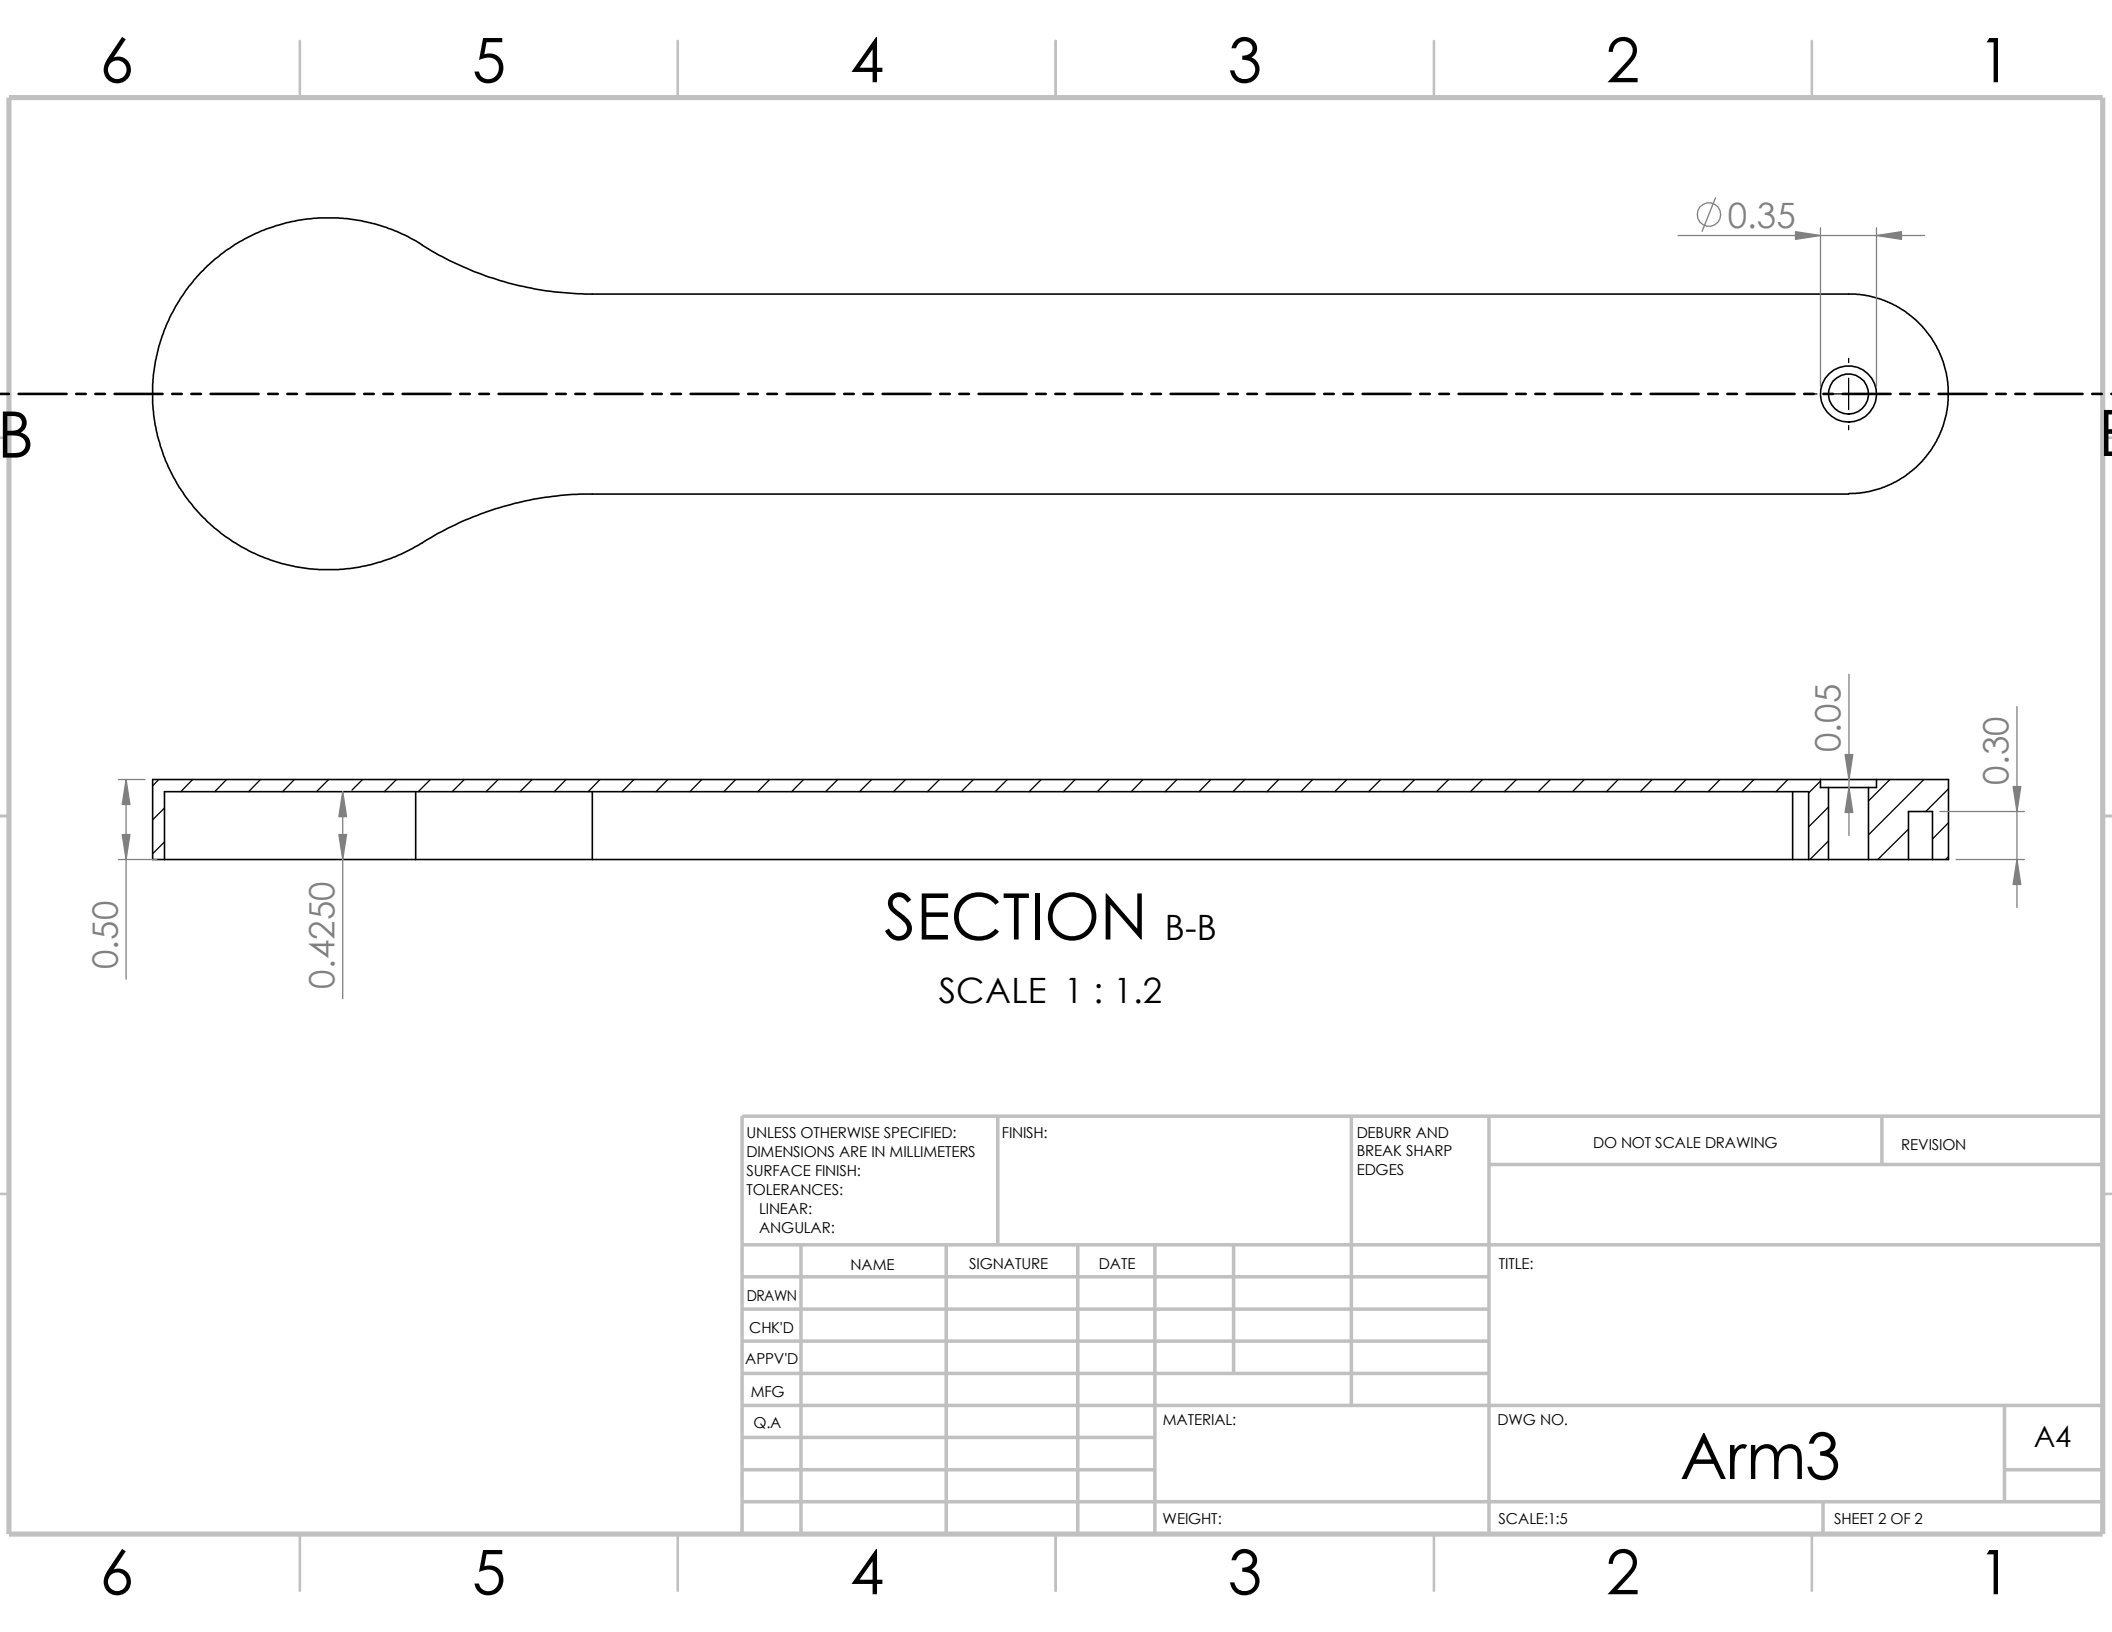 6 5 4 3 2 1
⌀0.35
B
0.05
0.30
0.50
0.4250
SECTION B-B
SCALE 1 : 1.2
UNLESS OTHERWISE SPECIFIED:
DIMENSIONS ARE IN MILLIMETERS
SURFACE FINISH:
TOLERANCES:
LINEAR:
ANGULAR:
FINISH:
DEBURR AND
BREAK SHARP
EDGES
DO NOT SCALE DRAWING
REVISION
NAME SIGNATURE DATE
DRAWN
CHK'D
APPV'D
MFG
Q.A
TITLE:
MATERIAL:
DWG NO.
Arm3
A4
WEIGHT:
SCALE:1:5
SHEET 2 OF 2
6 5 4 3 2 1